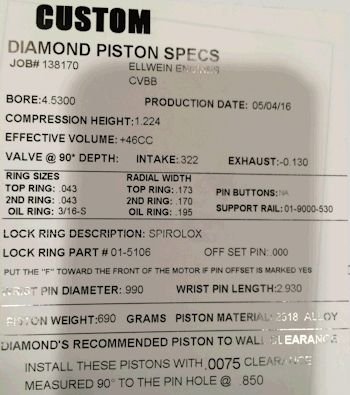 CUSTOM
DIAMOND PISTON SPECS
JOB# 138170 ELLWEIN ENGINES
CVBB
BORE:4.5300 PRODUCTION DATE: 05/04/16
COMPRESSION HEIGHT:1.224
EFFECTIVE VOLUME: +46CC
VALVE @ 90* DEPTH: INTAKE:.322 EXHAUST:-0.130
RING SIZES RADIAL WIDTH
TOP RING: .043 TOP RING: .173 PIN BUTTONS:NA
2ND RING: .043 2ND RING: .170
OIL RING: 3/16-S OIL RING: .195 SUPPORT RAIL: 01-9000-530
LOCK RING DESCRIPTION: SPIROLOX
LOCK RING PART # 01-5106 OFF SET PIN:.000
PUT THE "F" TOWARD THE FRONT OF THE MOTOR IF PIN OFFSET IS MARKED YES
WRIST PIN DIAMETER: .990 WRIST PIN LENGTH:2.930
PISTON WEIGHT:690 GRAMS PISTON MATERIAL: 2618 ALLOY
DIAMOND'S RECOMMENDED PISTON TO WALL CLEARANCE
INSTALL THESE PISTONS WITH .0075 CLEARANCE
MEASURED 90° TO THE PIN HOLE @ .850